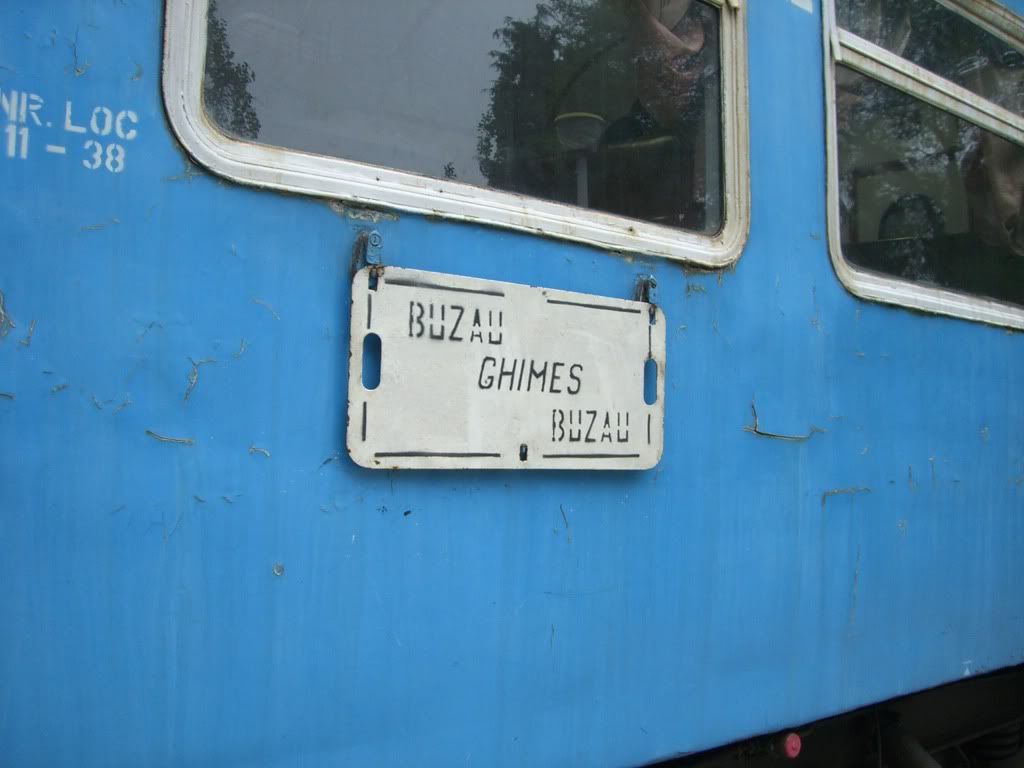 NR. LOC
11 - 38
BUZAU
GHIMES
BUZAU